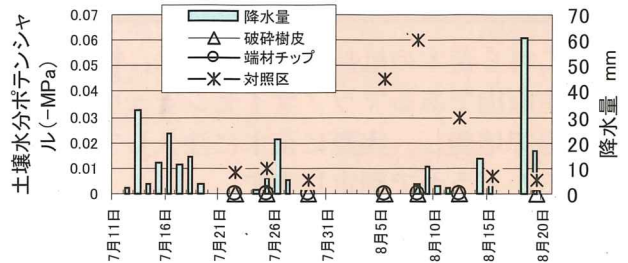 降水量
破砕樹皮
端材チップ
対照区
土壌水分ポテンシャ
ル(-MPa)
0.07
0.06
0.05
0.04
0.03
0.02
0.01
0
70
60
50
40
30
20
10
0
降水量 mm
7月11日
7月16日
7月21日
7月26日
7月31日
8月5日
8月10日
8月15日
8月20日